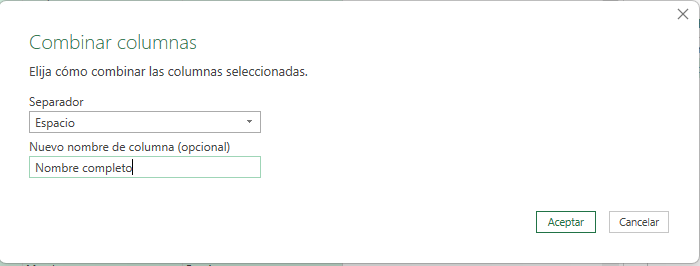 Combinar columnas
Elija cómo combinar las columnas seleccionadas.
Separador
Espacio
Nuevo nombre de columna (opcional)
Nombre completo
Aceptar
Cancelar